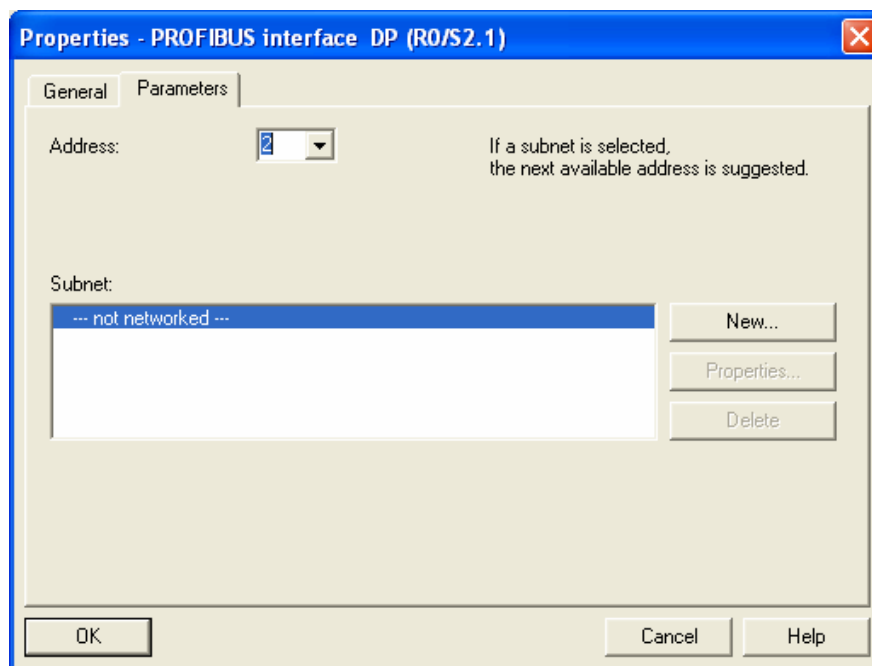 Properties - PROFIBUS interface DP (R0/S2.1)
General
Parameters
Address:
2
If a subnet is selected,
the next available address is suggested.
Subnet:
--- not networked ---
New...
Properties...
Delete
OK
Cancel
Help